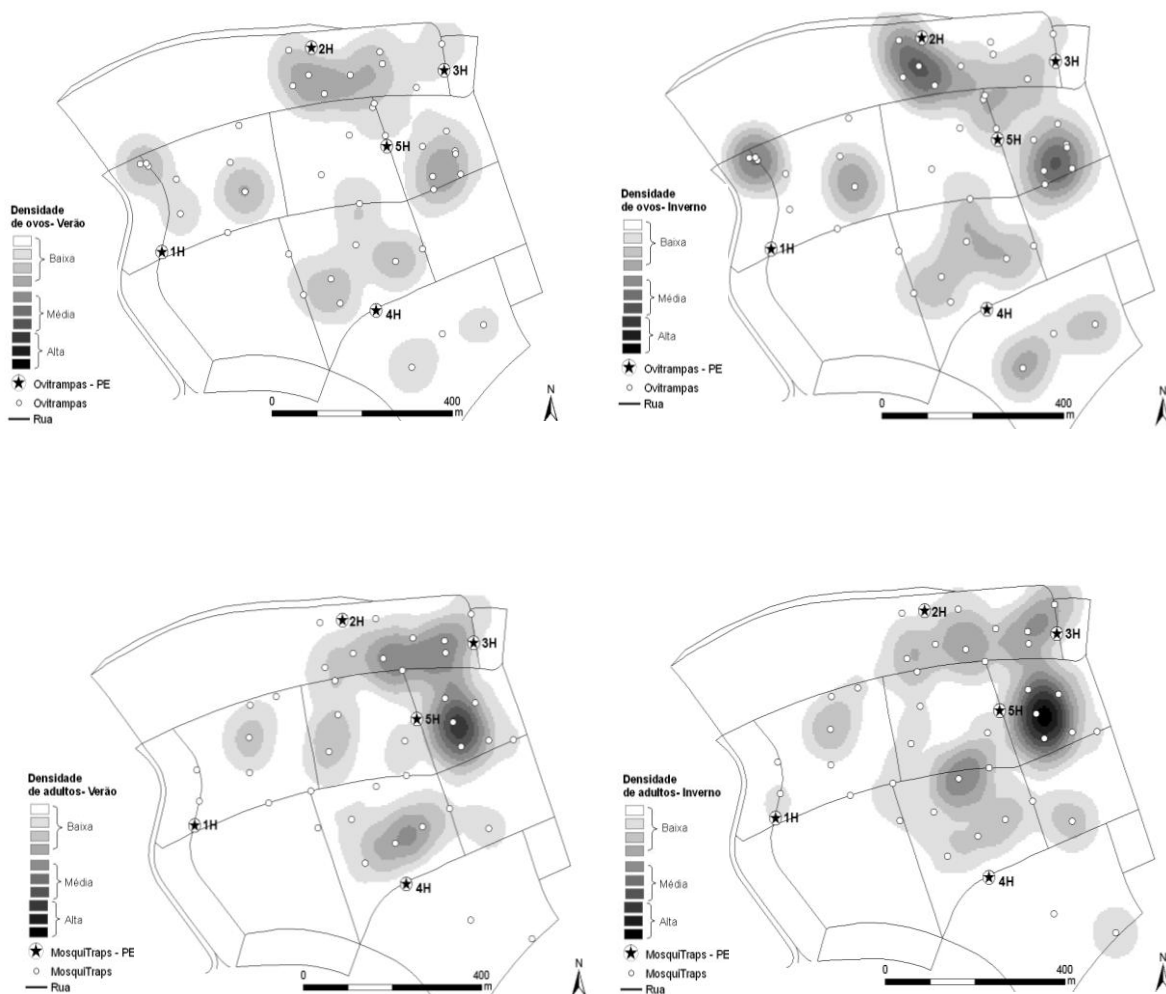 2H
3H
5H
1H
4H
Densidade
de ovos- Verão
Baixa
Média
Alta
Ovitrampas - PE
Ovitrampas
Rua
0 400
m
N
2H
3H
5H
1H
4H
Densidade
de ovos-Inverno
Baixa
Média
Alta
Ovitrampas - PE
Ovitrampas
Rua
0 400
m
N
2H
3H
5H
1H
4H
Densidade
de adultos- Verão
Baixa
Média
Alta
MosquiTraps - PE
MosquiTraps
Rua
0 400
m
N
2H
3H
5H
1H
4H
Densidade
de adultos-Inverno
Baixa
Média
Alta
MosquiTraps - PE
MosquiTraps
Rua
0 400
m
N